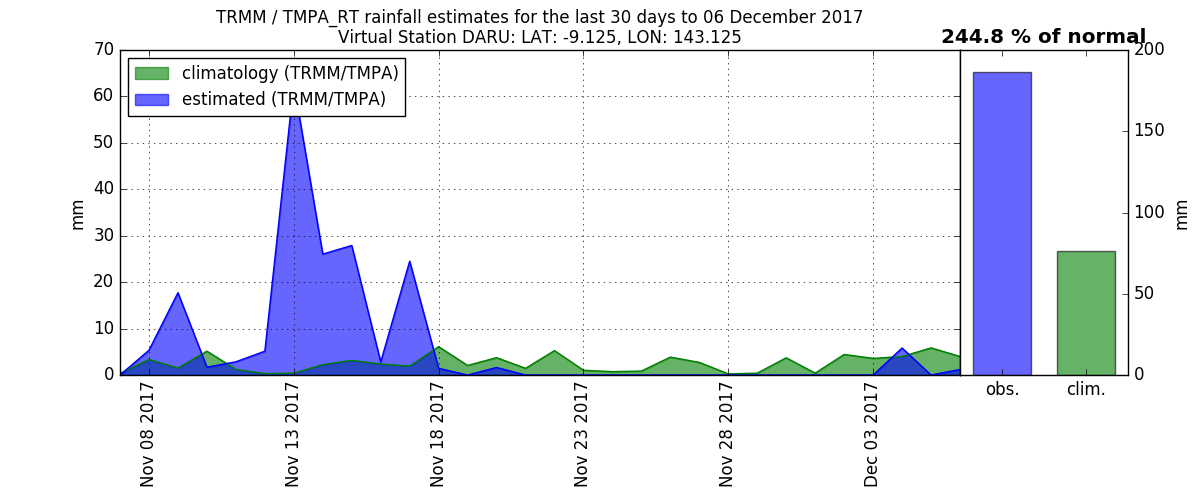 TRMM / TMPA_RT rainfall estimates for the last 30 days to 06 December 2017
Virtual Station DARU: LAT: -9.125, LON: 143.125
244.8 % of normal
climatology (TRMM/TMPA)
estimated (TRMM/TMPA)
70
60
50
40
30
20
10
0
mm
Nov 08 2017
Nov 13 2017
Nov 18 2017
Nov 23 2017
Nov 28 2017
Dec 03 2017
200
150
100
50
0
mm
obs.
clim.